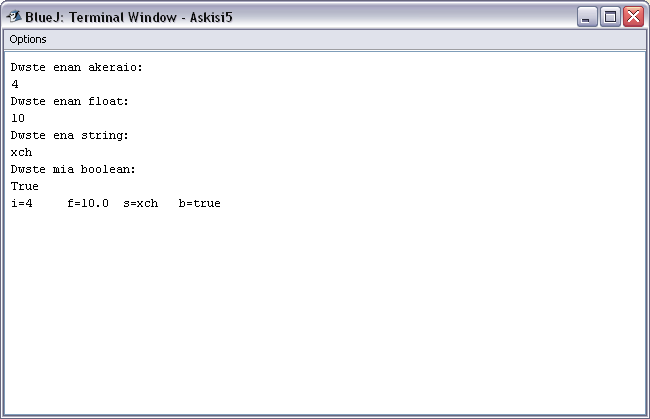 BlueJ: Terminal Window - Askisi5
Options
Dwste enan akeraio:
4
Dwste enan float:
10
Dwste ena string:
xch
Dwste mia boolean:
True
i=4     f=10.0  s=xch   b=true